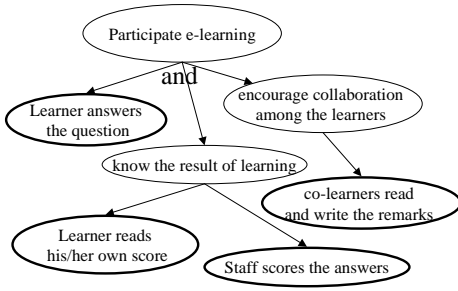 Participate e-learning
and
Learner answers
the question
encourage collaboration
among the learners
know the result of learning
co-learners read
and write the remarks
Learner reads
his/her own score
Staff scores the answers